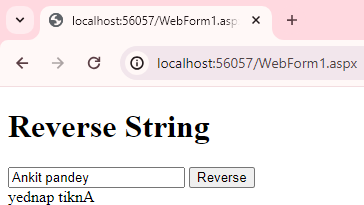 localhost:56057/WebForm1.aspx
localhost:56057/WebForm1.aspx
Reverse String
Ankit pandey Reverse
yednap tiknA